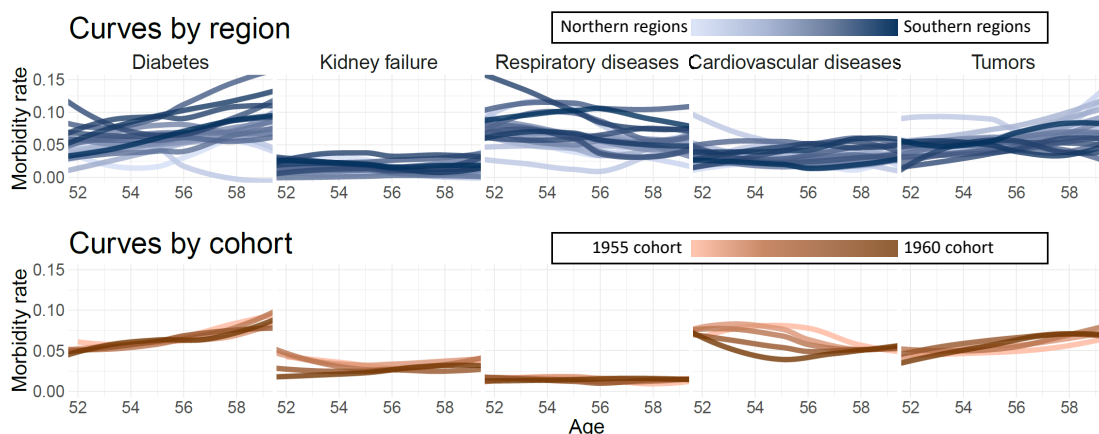 Curves by region
Northern regions Southern regions
Diabetes Kidney failure Respiratory diseases Cardiovascular diseases Tumors
Morbidity rate
0.15
0.10
0.05
0.00
52 54 56 58 52 54 56 58 52 54 56 58 52 54 56 58 52 54 56 58
Curves by cohort
1955 cohort 1960 cohort
Morbidity rate
0.15
0.10
0.05
0.00
52 54 56 58 52 54 56 58 52 54 56 58 52 54 56 58 52 54 56 58
Age